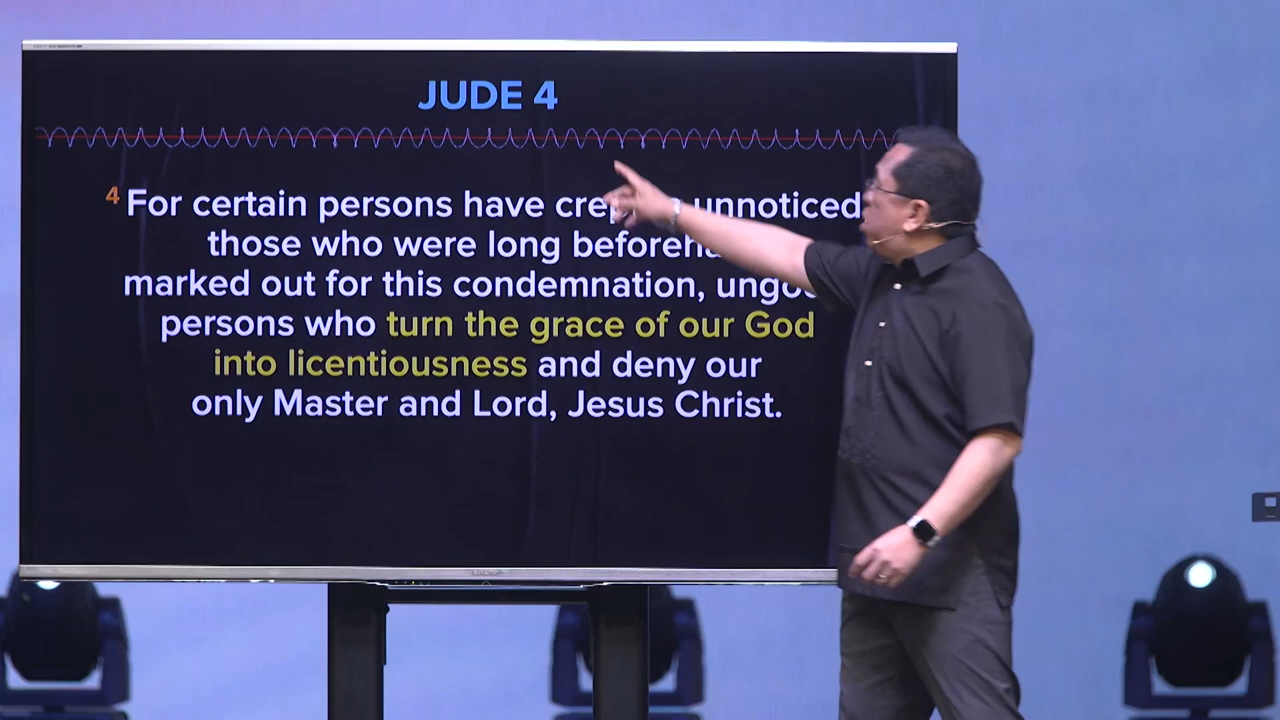 JUDE 4
4 For certain persons have unnoticed
those who were long
marked out for this condemnation,
persons who turn the grace of our God
into licentiousness and deny our
only Master and Lord, Jesus Christ.